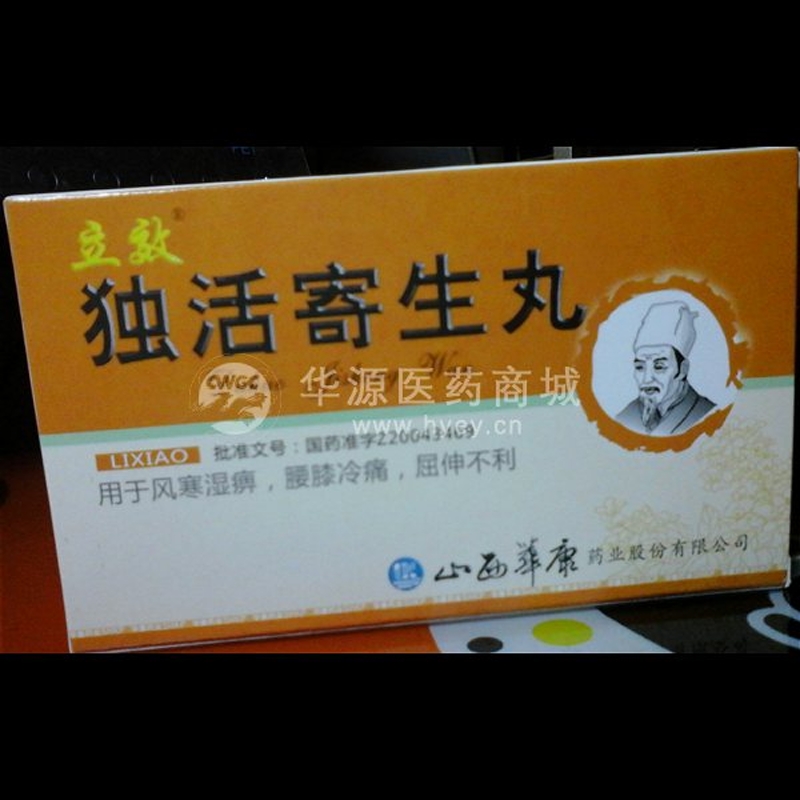 立效®
独活寄生丸
CWGC 华源医药商城
www.hyey.cn
LIXIAO 批准文号：国药准字Z20043409
用于风寒湿痹，腰膝冷痛，屈伸不利
山西华康药业股份有限公司